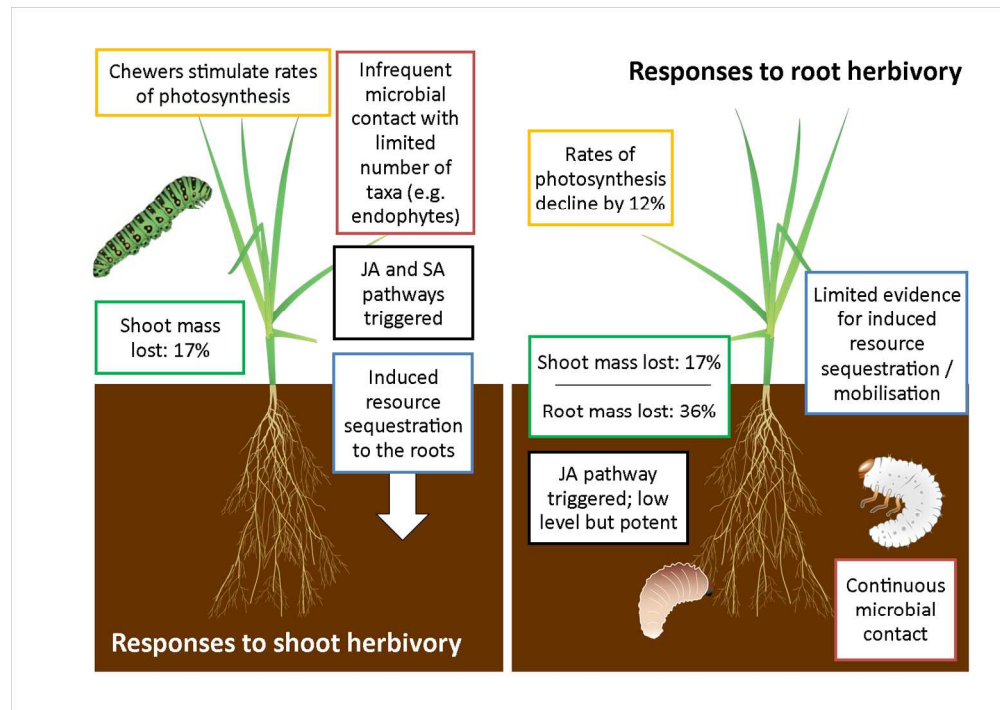 Chewers stimulate rates
of photosynthesis
Infrequent
microbial
contact with
limited
number of
taxa (e.g.
endophytes)
JA and SA
pathways
triggered
Shoot mass
lost: 17%
Induced
resource
sequestration
to the roots
Responses to shoot herbivory
Responses to root herbivory
Rates of
photosynthesis
decline by 12%
Limited evidence
for induced
resource
sequestration /
mobilisation
Shoot mass lost: 17%
Root mass lost: 36%
JA pathway
triggered; low
level but potent
Continuous
microbial
contact